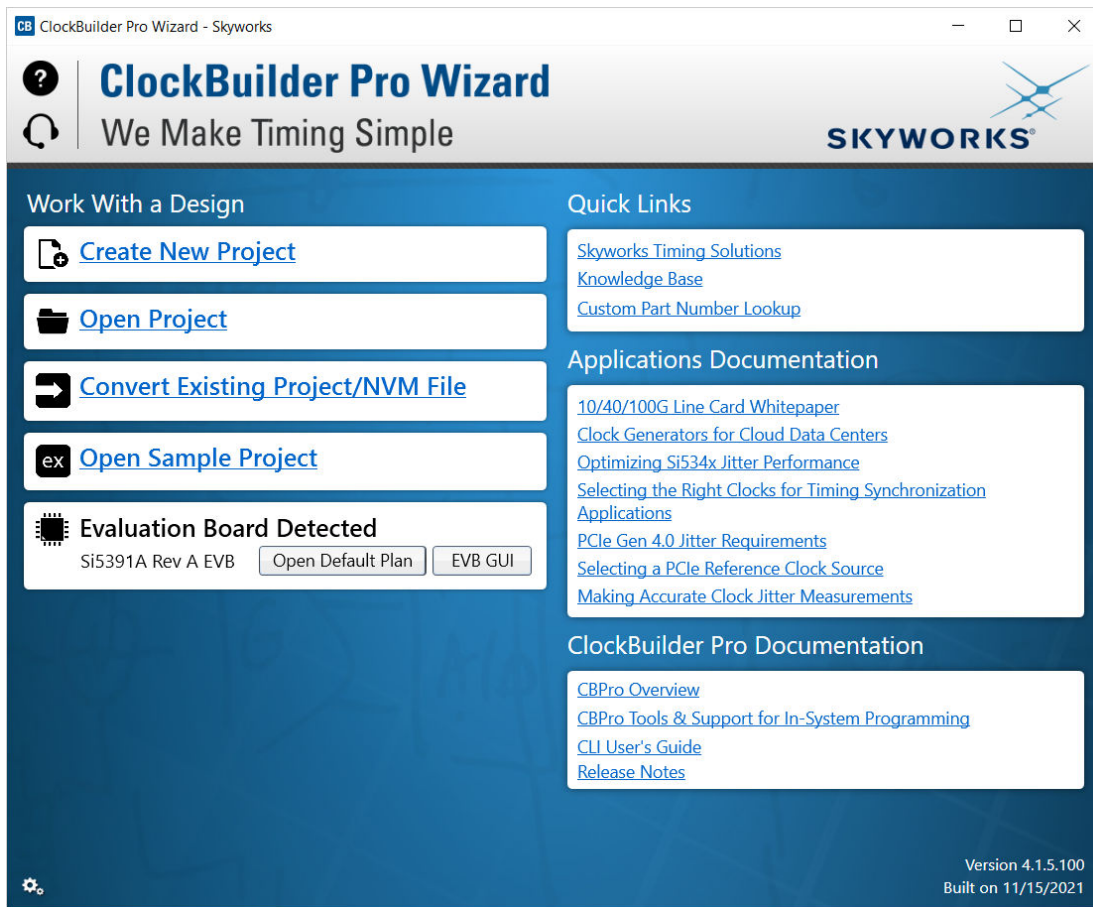 CB ClockBuilder Pro Wizard - Skyworks
?
ClockBuilder Pro Wizard
We Make Timing Simple
SKYWORKS®
Work With a Design
Create New Project
Open Project
Convert Existing Project/NVM File
ex Open Sample Project
Evaluation Board Detected
Si5391A Rev A EVB Open Default Plan EVB GUI
Quick Links
Skyworks Timing Solutions
Knowledge Base
Custom Part Number Lookup
Applications Documentation
10/40/100G Line Card Whitepaper
Clock Generators for Cloud Data Centers
Optimizing Si534x Jitter Performance
Selecting the Right Clocks for Timing Synchronization
Applications
PCIe Gen 4.0 Jitter Requirements
Selecting a PCIe Reference Clock Source
Making Accurate Clock Jitter Measurements
ClockBuilder Pro Documentation
CBPro Overview
CBPro Tools & Support for In-System Programming
CLI User's Guide
Release Notes
Version 4.1.5.100
Built on 11/15/2021